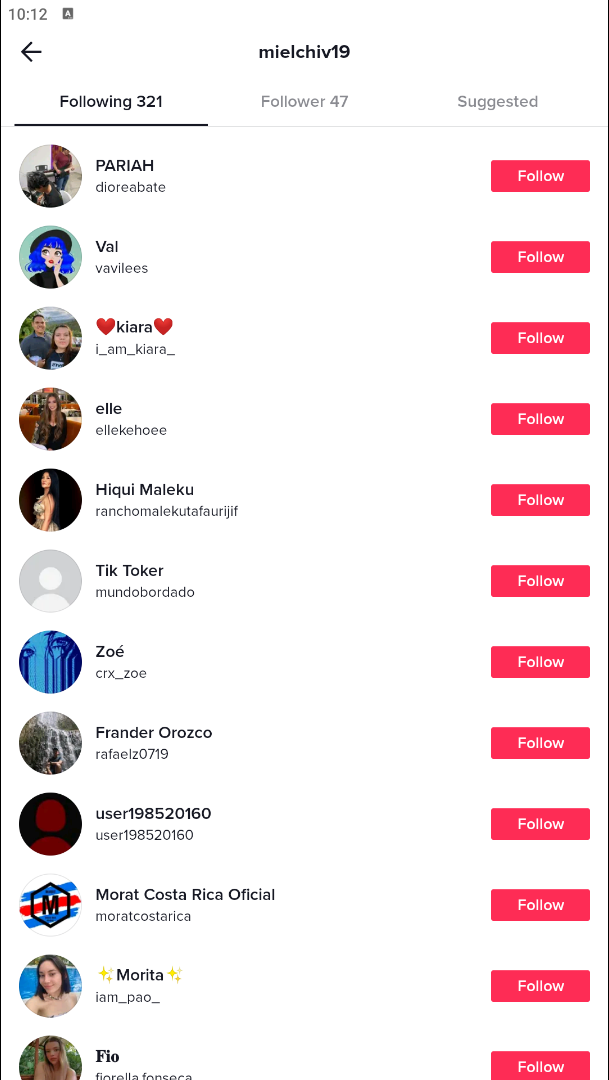 10:12 A
mielchiv19
Following 321 Follower 47 Suggested
PARIAH
dioreabate
Follow
Val
vavilees
Follow
❤️kiara❤️
i_am_kiara_
Follow
elle
ellekehoee
Follow
Hiqui Maleku
ranchomalekutafaurijif
Follow
Tik Toker
mundobordado
Follow
Zoé
crx_zoe
Follow
Frander Orozco
rafaelz0719
Follow
user198520160
user198520160
Follow
M
Morat Costa Rica Oficial
moratcostarica
Follow
✨Morita✨
iam_pao_
Follow
𝐅𝐢𝐨
fiorella.fonseca
Follow